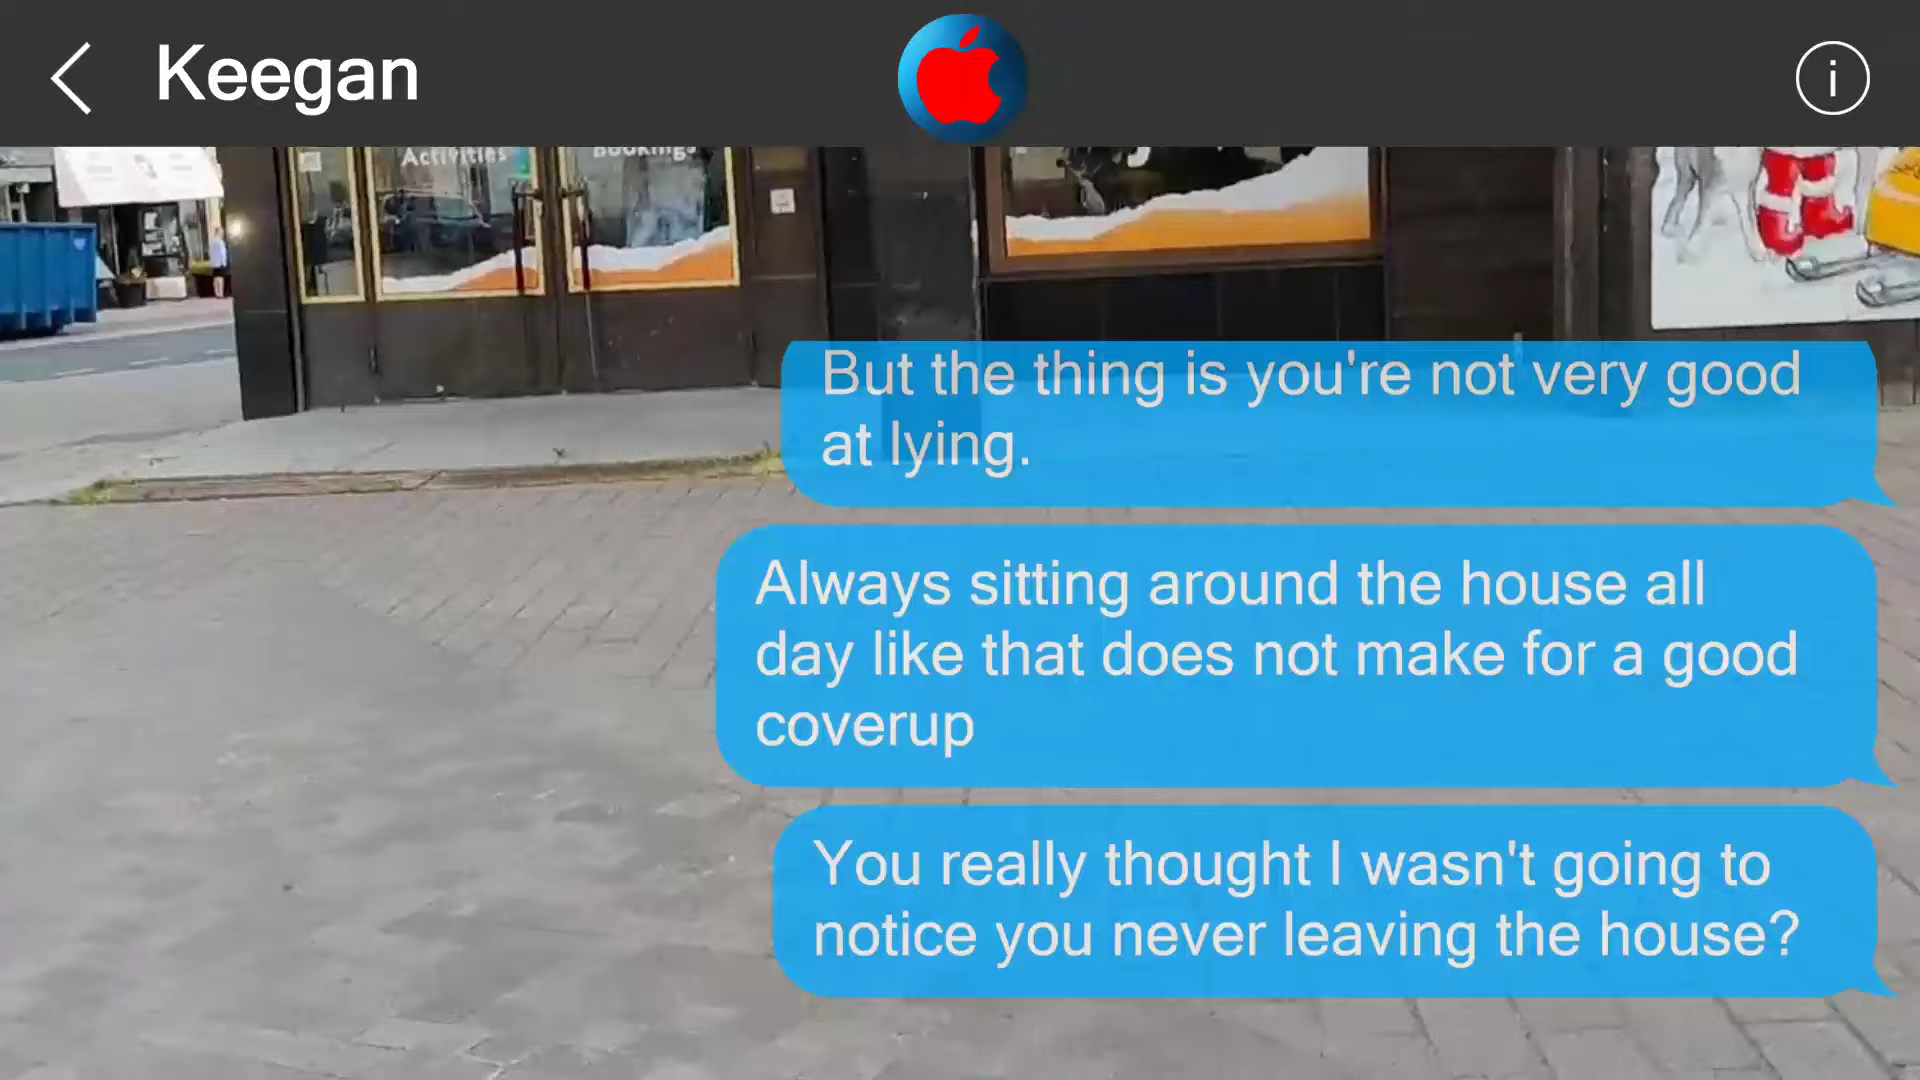 Keegan
Activities
Bookings
But the thing is you're not very good
at lying.
Always sitting around the house all
day like that does not make for a good
coverup
You really thought I wasn't going to
notice you never leaving the house?